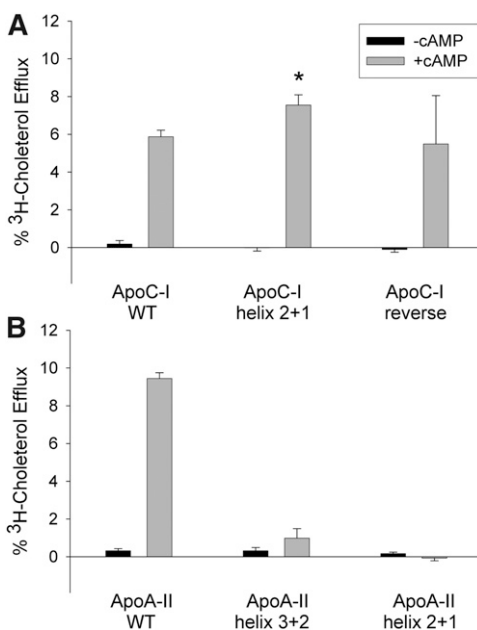 A
12
10
8
6
4
2
0
% ³H-Choleterol Efflux
-cAMP
+cAMP
*
ApoC-I
WT
ApoC-I
helix 2+1
ApoC-I
reverse
B
12
10
8
6
4
2
0
% ³H-Choleterol Efflux
ApoA-II
WT
ApoA-II
helix 3+2
ApoA-II
helix 2+1